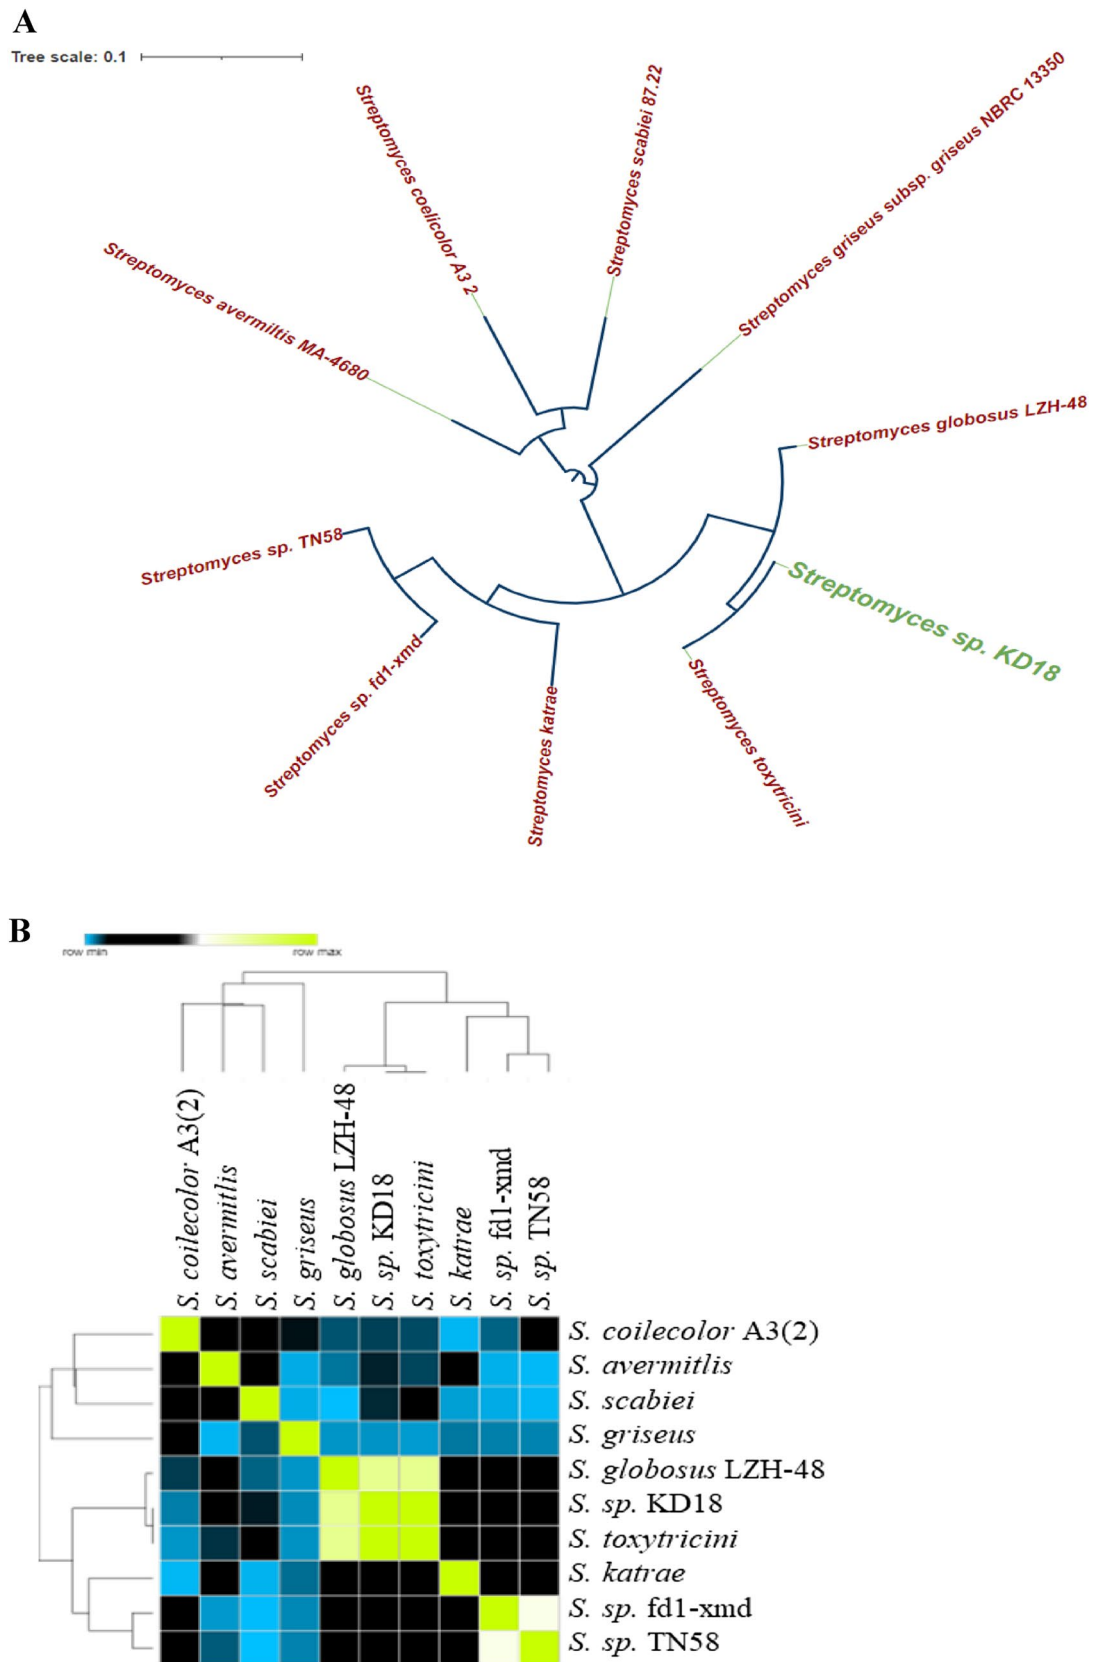 A
Tree scale: 0.1
Streptomyces coelicolor A3 2
Streptomyces scabiei 87.22
Streptomyces griseus subsp. griseus NBRC 13350
Streptomyces avermiltis MA-4680
Streptomyces globosus LZH-48
Streptomyces sp. TN58
Streptomyces sp. KD18
Streptomyces sp. fd1-xmd
Streptomyces katrae
Streptomyces toxytricini
B
row min row max
S. coilecolor A3(2)
S. avermitlis
S. scabiei
S. griseus
S. globosus LZH-48
S. sp. KD18
S. toxytricini
S. katrae
S. sp. fd1-xmd
S. sp. TN58
S. coilecolor A3(2)
S. avermitlis
S. scabiei
S. griseus
S. globosus LZH-48
S. sp. KD18
S. toxytricini
S. katrae
S. sp. fd1-xmd
S. sp. TN58